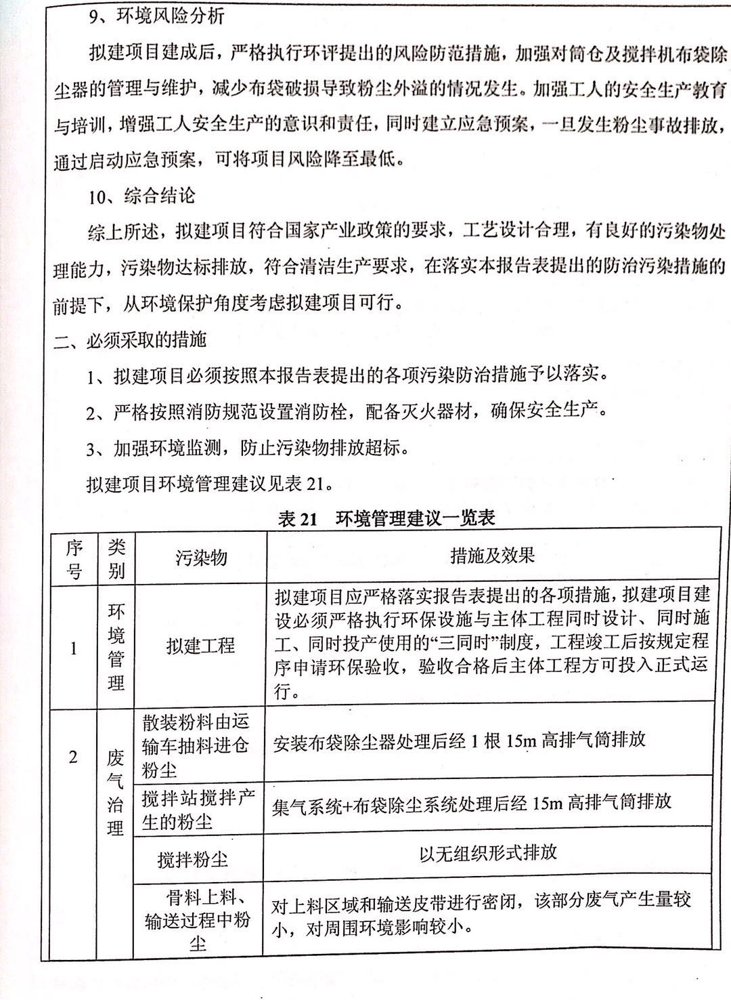 9、环境风险分析
拟建项目建成后，严格执行环评提出的风险防范措施，加强对筒仓及搅拌机布袋除
尘器的管理与维护，减少布袋破损导致粉尘外溢的情况发生。加强工人的安全生产教育
与培训，增强工人安全生产的意识和责任，同时建立应急预案，一旦发生粉尘事故排放，
通过启动应急预案，可将项目风险降至最低。
10、综合结论
综上所述，拟建项目符合国家产业政策的要求，工艺设计合理，有良好的污染物处
理能力，污染物达标排放，符合清洁生产要求，在落实本报告表提出的防治污染措施的
前提下，从环境保护角度考虑拟建项目可行。
二、必须采取的措施
1、拟建项目必须按照本报告表提出的各项污染防治措施予以落实。
2、严格按照消防规范设置消防栓，配备灭火器材，确保安全生产。
3、加强环境监测，防止污染物排放超标。
拟建项目环境管理建议见表 21。
表 21 环境管理建议一览表
序
号
类
别
污染物
措施及效果
1
环
境
管
理
拟建工程
拟建项目应严格落实报告表提出的各项措施，拟建项目建
设必须严格执行环保设施与主体工程同时设计、同时施
工、同时投产使用的“三同时”制度，工程竣工后按规定程
序申请环保验收，验收合格后主体工程方可投入正式运
行。
2
废
气
治
理
散装粉料由运
输车抽料进仓
粉尘
安装布袋除尘器处理后经 1 根 15m 高排气筒排放
搅拌站搅拌产
生的粉尘
集气系统+布袋除尘系统处理后经 15m 高排气筒排放
搅拌粉尘
以无组织形式排放
骨料上料、
输送过程中粉
尘
对上料区域和输送皮带进行密闭，该部分废气产生量较
小，对周围环境影响较小。